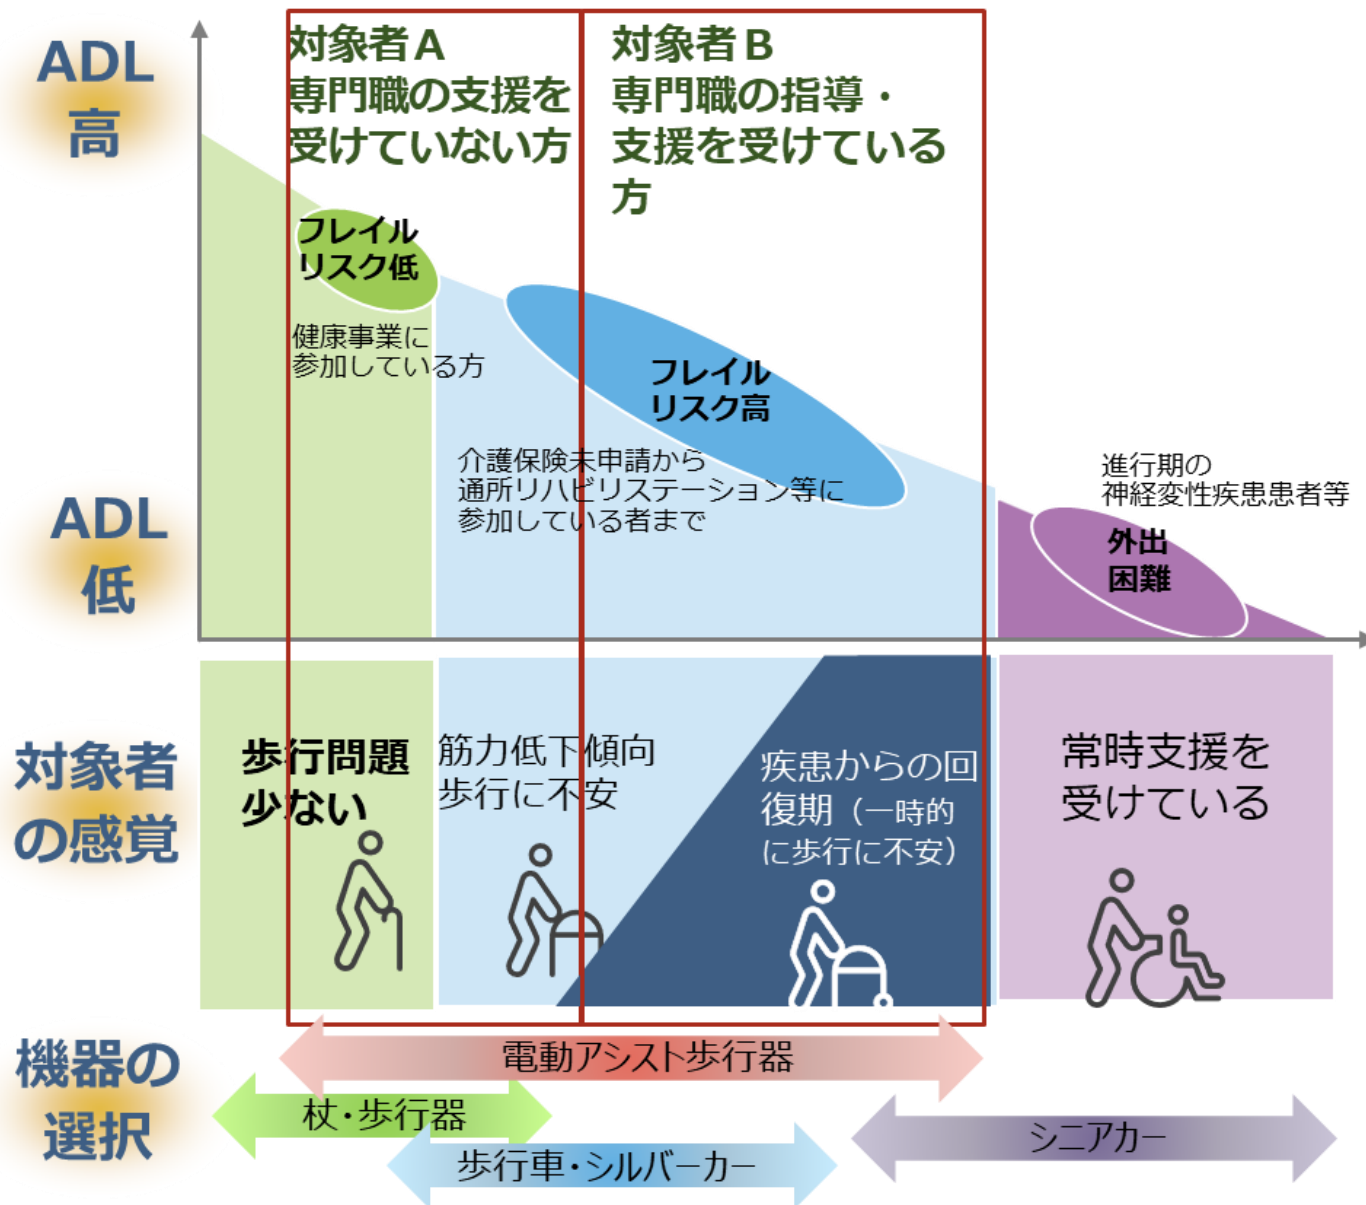 ADL
高
対象者A
専門職の支援を
受けていない方
対象者B
専門職の指導・
支援を受けている
方
フレイル
リスク低
健康事業に
参加している方
フレイル
リスク高
介護保険未申請から
通所リハビリステーション等に
参加している者まで
進行期の
神経変性疾患患者等
外出
困難
ADL
低
対象者
の感覚
歩行問題
少ない
筋力低下傾向
歩行に不安
疾患からの回
復期（一時的
に歩行に不安）
常時支援を
受けている
機器の
選択
電動アシスト歩行器
杖・歩行器
歩行車・シルバーカー
シニアカー